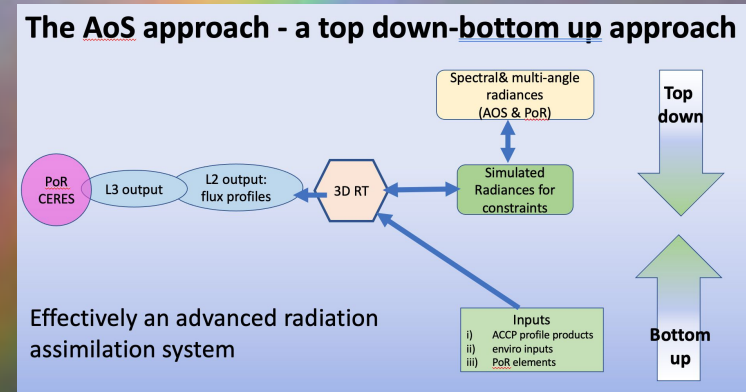 The AoS approach - a top down-bottom up approach
Spectral& multi-angle
radiances
(AOS & PoR)
Top
down
PoR
CERES
L3 output
L2 output:
flux profiles
3D RT
Simulated
Radiances for
constraints
Effectively an advanced radiation
assimilation system
Inputs
i) ACCP profile products
ii) enviro inputs
iii) PoR elements
Bottom
up